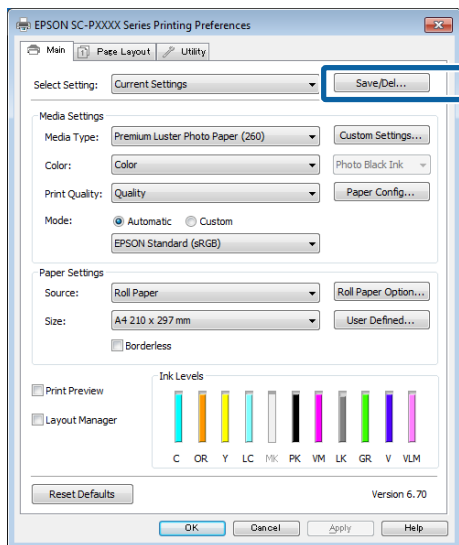 EPSON SC-PXXXX Series Printing Preferences
Main Page Layout Utility
Select Setting: Current Settings Save/Del...
Media Settings
Media Type: Premium Luster Photo Paper (260) Custom Settings...
Color: Color Photo Black Ink
Print Quality: Quality Paper Config...
Mode: Automatic Custom
EPSON Standard (sRGB)
Paper Settings
Source: Roll Paper Roll Paper Option...
Size: A4 210 x 297 mm User Defined...
Borderless
Ink Levels
Print Preview
Layout Manager
C OR Y LC MK PK VM LK GR V VLM
Reset Defaults Version 6.70
OK Cancel Apply Help